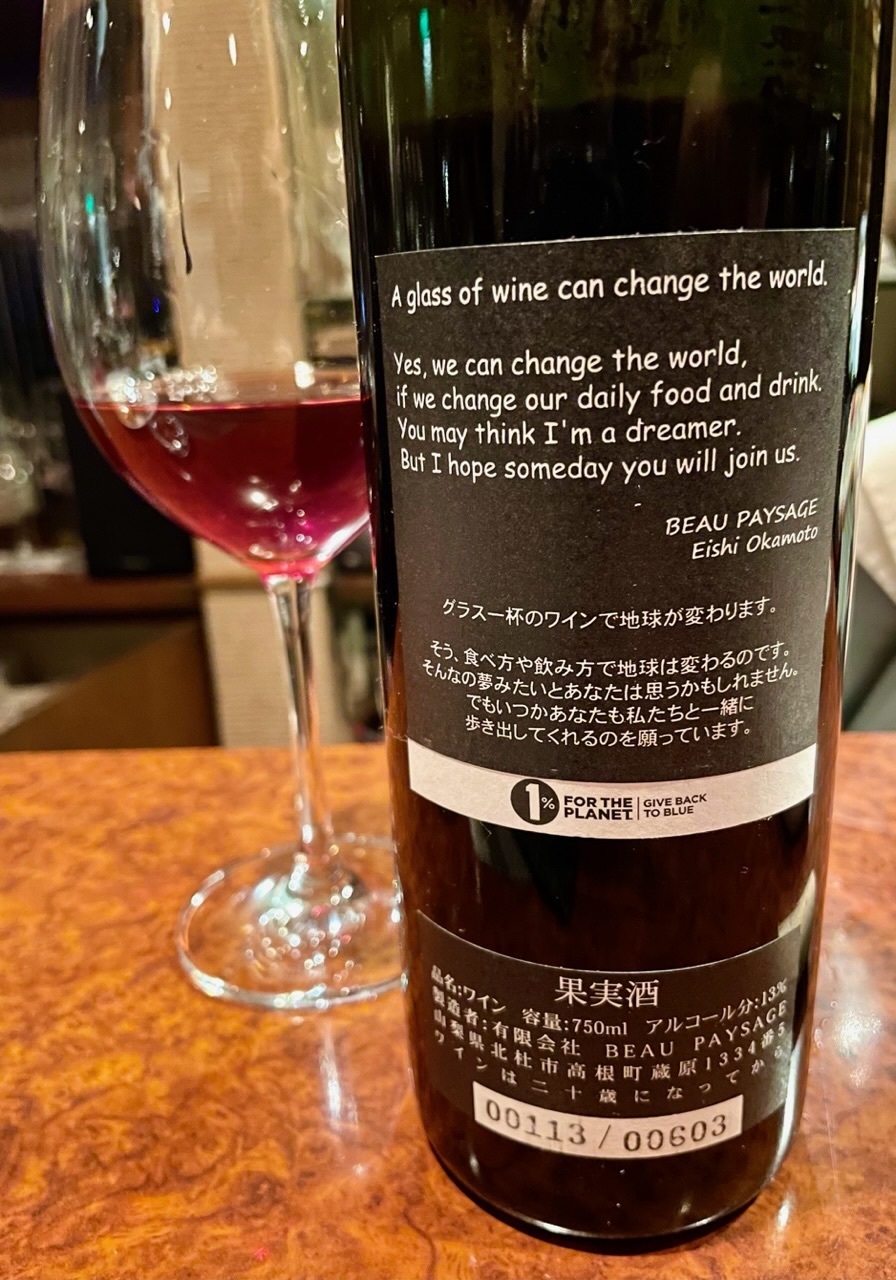 A glass of wine can change the world.
Yes, we can change the world,
if we change our daily food and drink.
You may think I'm a dreamer.
But I hope someday you will join us.
BEAU PAYSAGE
Eishi Okamoto
グラス一杯のワインで地球が変わります。
そう、食べ方や飲み方で地球は変わるのです。
そんなの夢みたいとあなたは思うかもしれません。
でもいつかあなたも私たちと一緒に
歩き出してくれるのを願っています。
1% FOR THE PLANET | GIVE BACK TO BLUE
果実酒
品名:ワイン 容量:750ml アルコール分:13%
製造者:有限会社 BEAU PAYSAGE
山梨県北杜市高根町蔵原1334番5
ワインは二十歳になってから
00113 / 00603